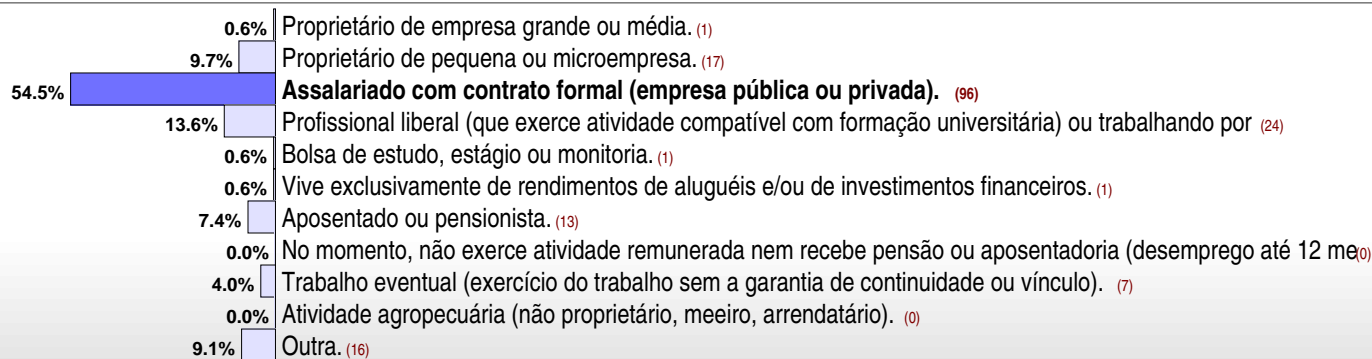 0.6% Proprietário de empresa grande ou média. (1)
9.7% Proprietário de pequena ou microempresa. (17)
54.5% Assalariado com contrato formal (empresa pública ou privada). (96)
13.6% Profissional liberal (que exerce atividade compatível com formação universitária) ou trabalhando por (24)
0.6% Bolsa de estudo, estágio ou monitoria. (1)
0.6% Vive exclusivamente de rendimentos de aluguéis e/ou de investimentos financeiros. (1)
7.4% Aposentado ou pensionista. (13)
0.0% No momento, não exerce atividade remunerada nem recebe pensão ou aposentadoria (desemprego até 12 me (0)
4.0% Trabalho eventual (exercício do trabalho sem a garantia de continuidade ou vínculo). (7)
0.0% Atividade agropecuária (não proprietário, meeiro, arrendatário). (0)
9.1% Outra. (16)